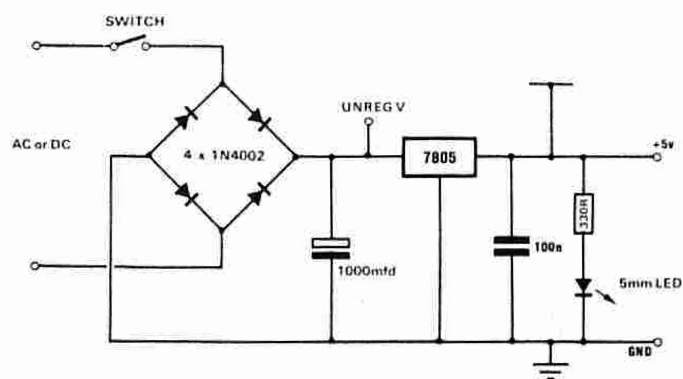 SWITCH
UNREG V
AC or DC
4 x 1N4002
7805
+5v
330R
1000mfd
100n
5mm LED
GND